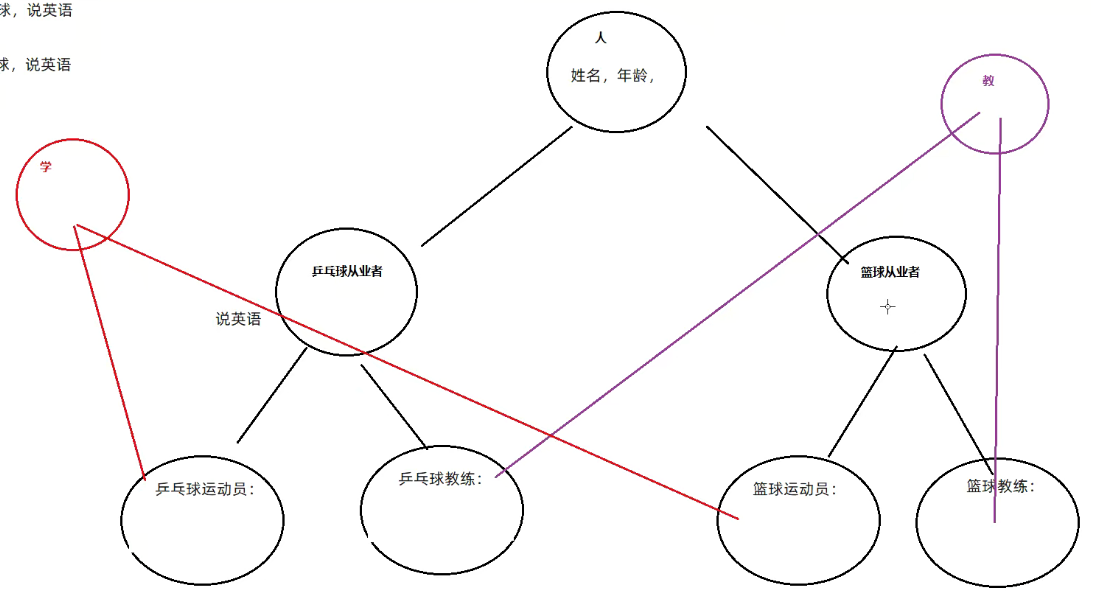 球，说英语
人
球，说英语
姓名，年龄，
教
学
乒乓球从业者
篮球从业者
说英语
乒乓球运动员：
乒乓球教练：
篮球运动员：
篮球教练：